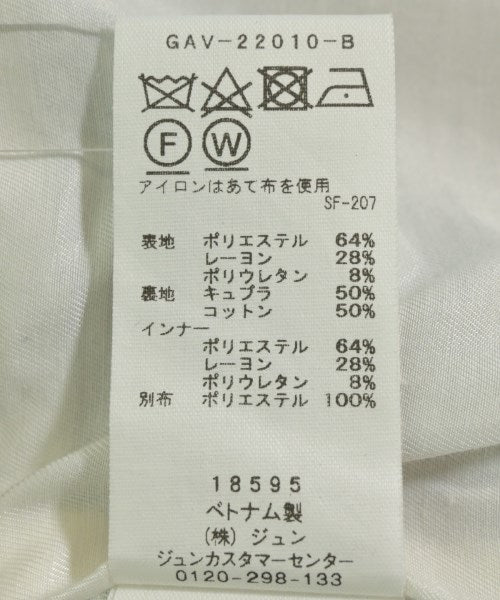 GAV-22010-B
F W
アイロンはあて布を使用
SF-207
表地 ポリエステル 64%
レーヨン 28%
ポリウレタン 8%
裏地 キュプラ 50%
コットン 50%
インナー
ポリエステル 64%
レーヨン 28%
ポリウレタン 8%
別布 ポリエステル 100%
18595
ベトナム製
(株)ジュン
ジュンカスタマーセンター
0120-298-133